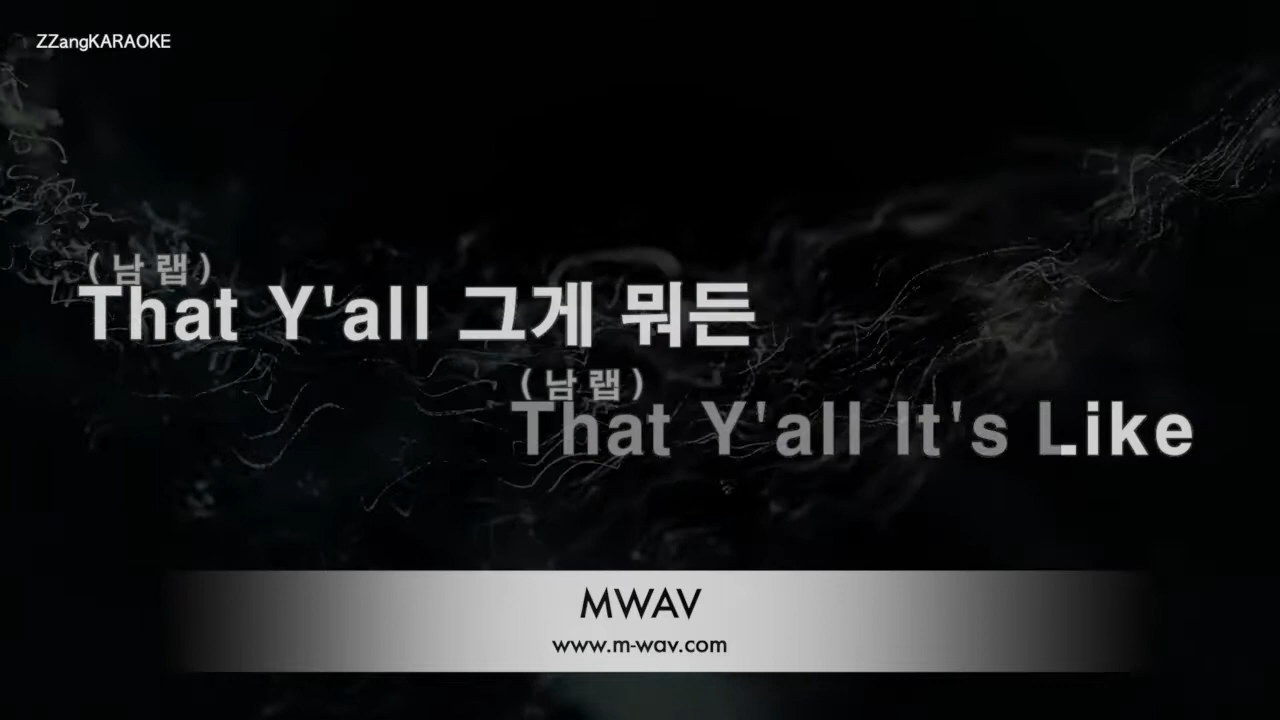 ZZangKARAOKE
(남랩)
That Y'all 그게 뭐든
(남랩)
That Y'all It's Like
MWAV
www.m-wav.com